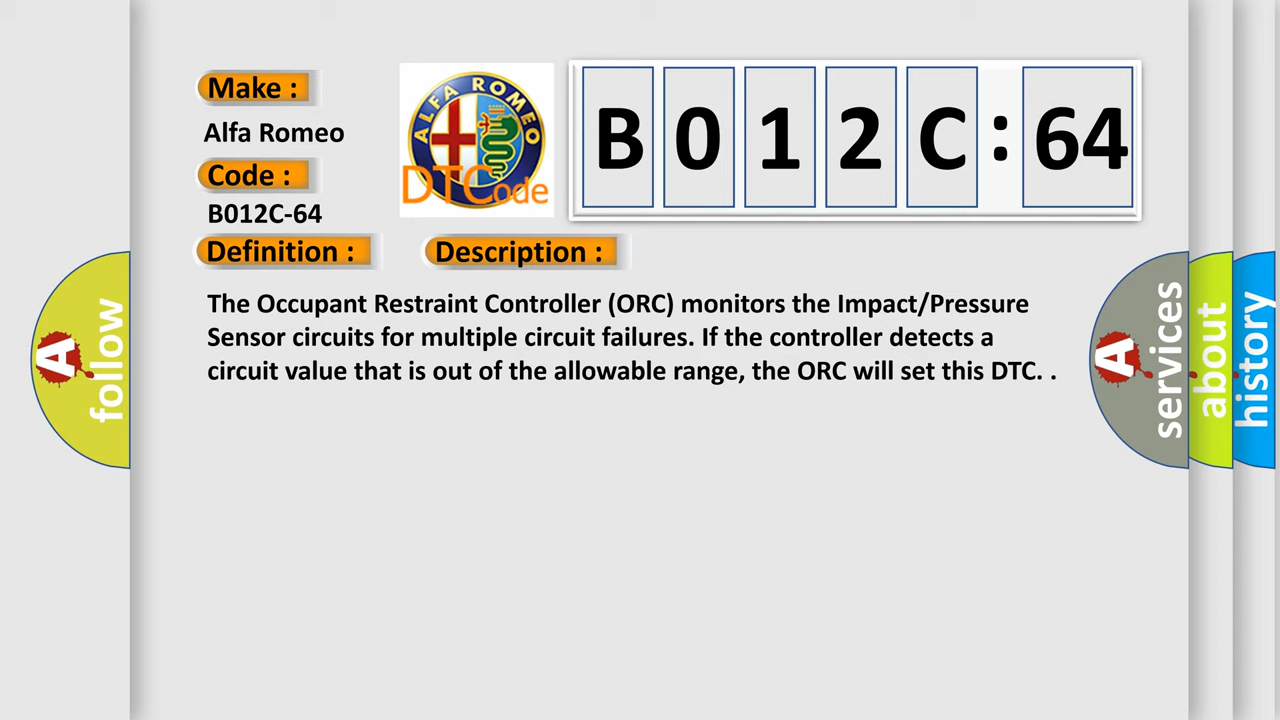 Make :
Alfa Romeo
Code :
B012C-64
Definition :
Description :
ALFA ROMEO
DTCode
B 0 1 2 C : 64
The Occupant Restraint Controller (ORC) monitors the Impact/Pressure
Sensor circuits for multiple circuit failures. If the controller detects a
circuit value that is out of the allowable range, the ORC will set this DTC. .
A follow
A services
about
history